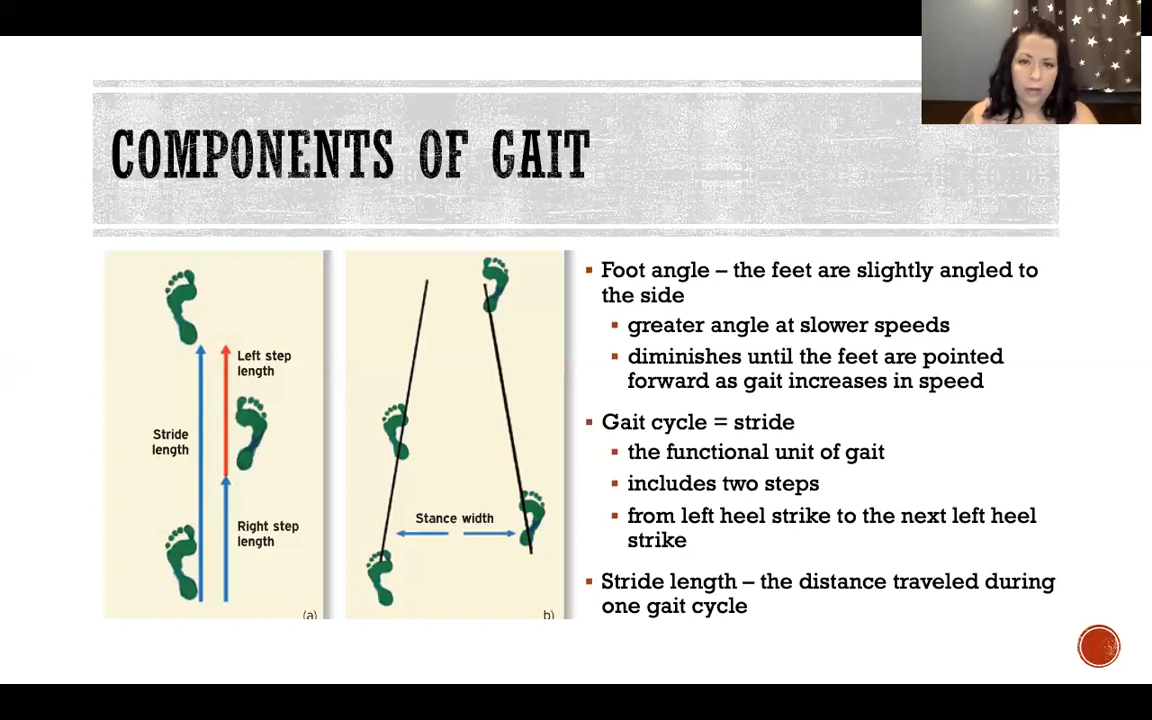 COMPONENTS OF GAIT
Left step
length
Stride
length
Right step
length
(a)
Stance width
b)
▪ Foot angle – the feet are slightly angled to
the side
▪ greater angle at slower speeds
▪ diminishes until the feet are pointed
forward as gait increases in speed
▪ Gait cycle = stride
▪ the functional unit of gait
▪ includes two steps
▪ from left heel strike to the next left heel
strike
▪ Stride length – the distance traveled during
one gait cycle